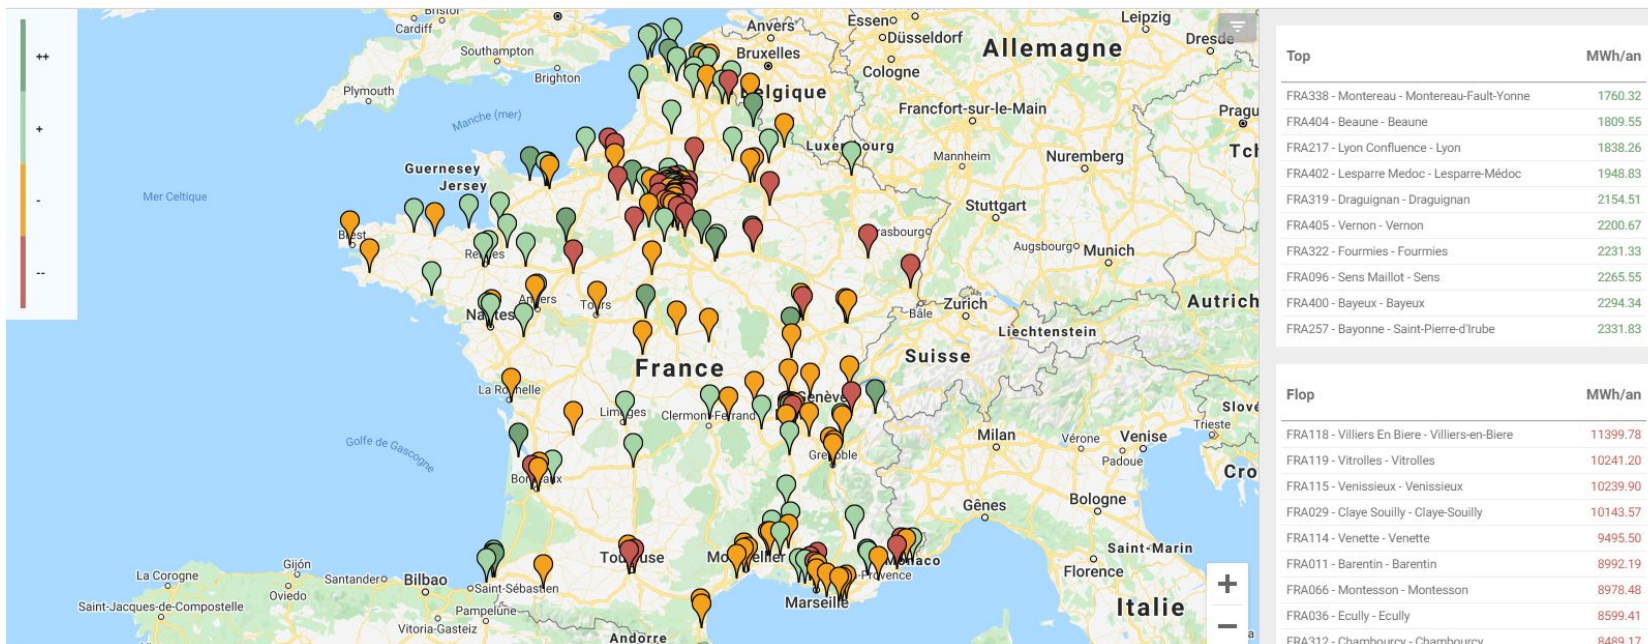 ++
+
-
--
Bristol
Cardiff
Southampton
Brighton
Plymouth
Anvers
Bruxelles
Essen
Düsseldorf
Cologne
Allemagne
Leipzig
Dresde
Belgique
Francfort-sur-le-Main
Manche (mer)
Luxembourg
Mannheim
Nuremberg
Guernesey
Jersey
Mer Celtique
Stuttgart
Brest
Rennes
Augsbourg
Munich
Angers
Tours
Nantes
Zurich
Bâle
Autrich
Liechtenstein
France
Suisse
La Rochelle
Limoges
Clermont-Ferrand
Genève
Slové
Trieste
Golfe de Gascogne
Milan
Vérone
Venise
Padoue
Grenoble
Bordeaux
Cro
Gênes
Bologne
Toulouse
Montpellier
Monaco
Provence
Saint-Marin
Florence
La Corogne
Gijón
Oviedo
Santander
Bilbao
Saint-Sébastien
Marseille
Saint-Jacques-de-Compostelle
Pampelune
Vitoria-Gasteiz
Andorre
Italie
+
−
Top MWh/an
FRA338 - Montereau - Montereau-Fault-Yonne 1760.32
FRA404 - Beaune - Beaune 1809.55
FRA217 - Lyon Confluence - Lyon 1838.26
FRA402 - Lesparre Medoc - Lesparre-Médoc 1948.83
FRA319 - Draguignan - Draguignan 2154.51
FRA405 - Vernon - Vernon 2200.67
FRA322 - Fourmies - Fourmies 2231.33
FRA096 - Sens Maillot - Sens 2265.55
FRA400 - Bayeux - Bayeux 2294.34
FRA257 - Bayonne - Saint-Pierre-d'Irube 2331.83
Flop MWh/an
FRA118 - Villiers En Biere - Villiers-en-Biere 11399.78
FRA119 - Vitrolles - Vitrolles 10241.20
FRA115 - Venissieux - Venissieux 10239.90
FRA029 - Claye Souilly - Claye-Souilly 10143.57
FRA114 - Venette - Venette 9495.50
FRA011 - Barentin - Barentin 8992.19
FRA066 - Montesson - Montesson 8978.48
FRA036 - Ecully - Ecully 8599.41
FRA312 - Chambourcy - Chambourcy 8489.17